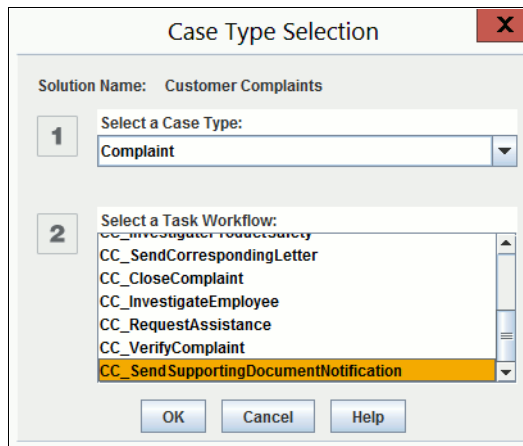 Case Type Selection
X
Solution Name: Customer Complaints
1
Select a Case Type:
Complaint
2
Select a Task Workflow:
CC_InvestigateProductSafety
CC_SendCorrespondingLetter
CC_CloseComplaint
CC_InvestigateEmployee
CC_RequestAssistance
CC_VerifyComplaint
CC_SendSupportingDocumentNotification
OK Cancel Help